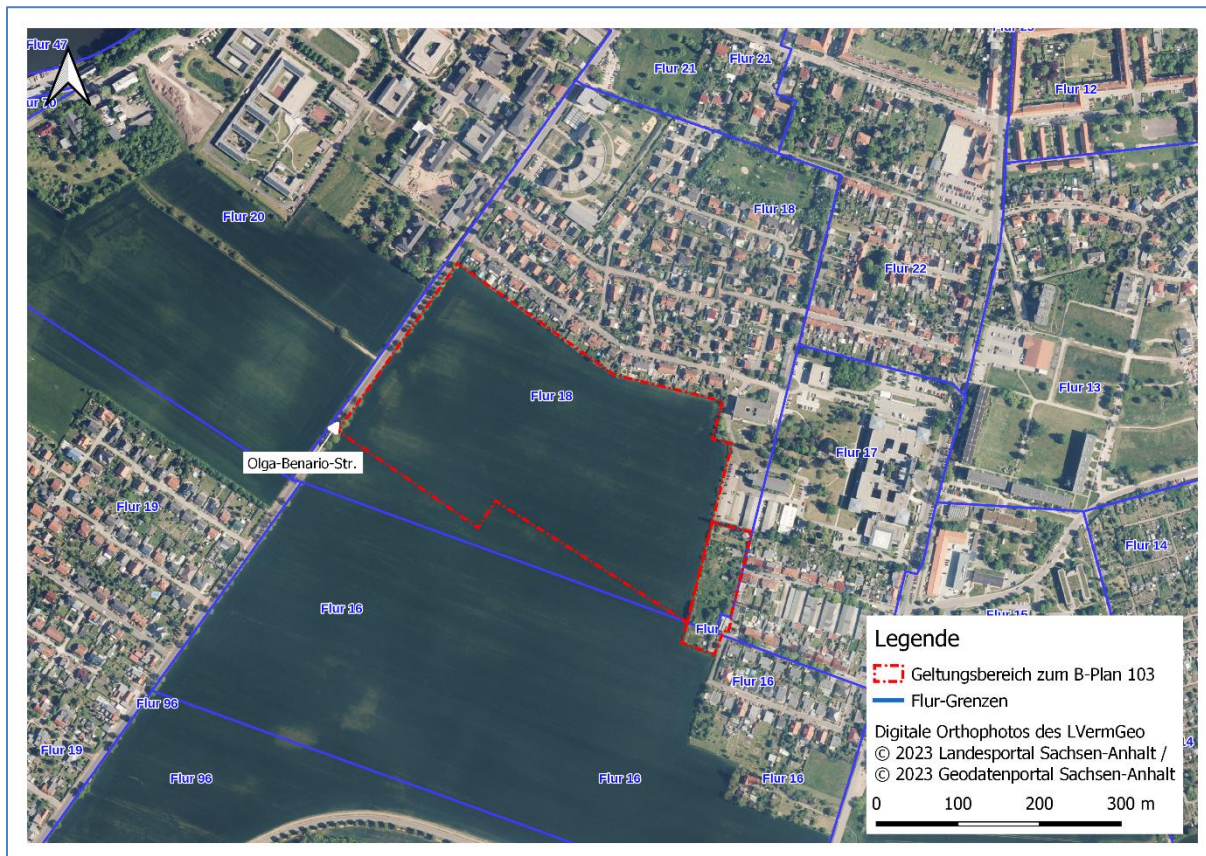 Flur 47
Flur 21
Flur 21
Flur 12
Flur 20
Flur 18
Flur 22
Flur 13
Flur 18
Flur 17
Olga-Benario-Str.
Flur 19
Flur 14
Flur 16
Flur
Flur 16
Flur 96
Flur 19
Flur 96
Flur 16
Flur 16
Legende
Geltungsbereich zum B-Plan 103
Flur-Grenzen
Digitale Orthophotos des LVermGeo
© 2023 Landesportal Sachsen-Anhalt /
© 2023 Geodatenportal Sachsen-Anhalt
0 100 200 300 m